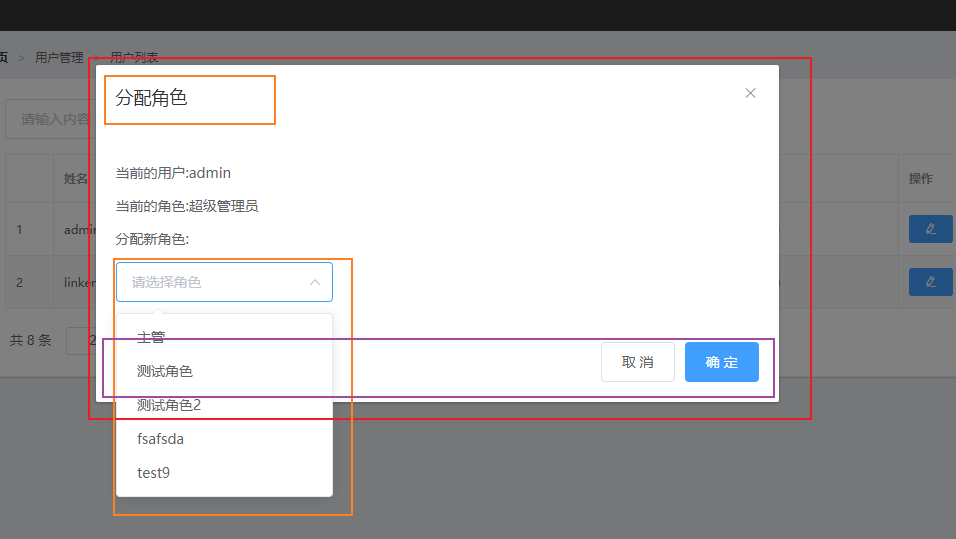 页 > 用户管理 > 用户列表
分配角色
请输入内容
当前的用户:admin
姓名
操作
当前的角色:超级管理员
1
admin
分配新角色:
请选择角色
2
linken
共 8 条
2
主管
取 消
确 定
测试角色
测试角色2
fsafsda
test9